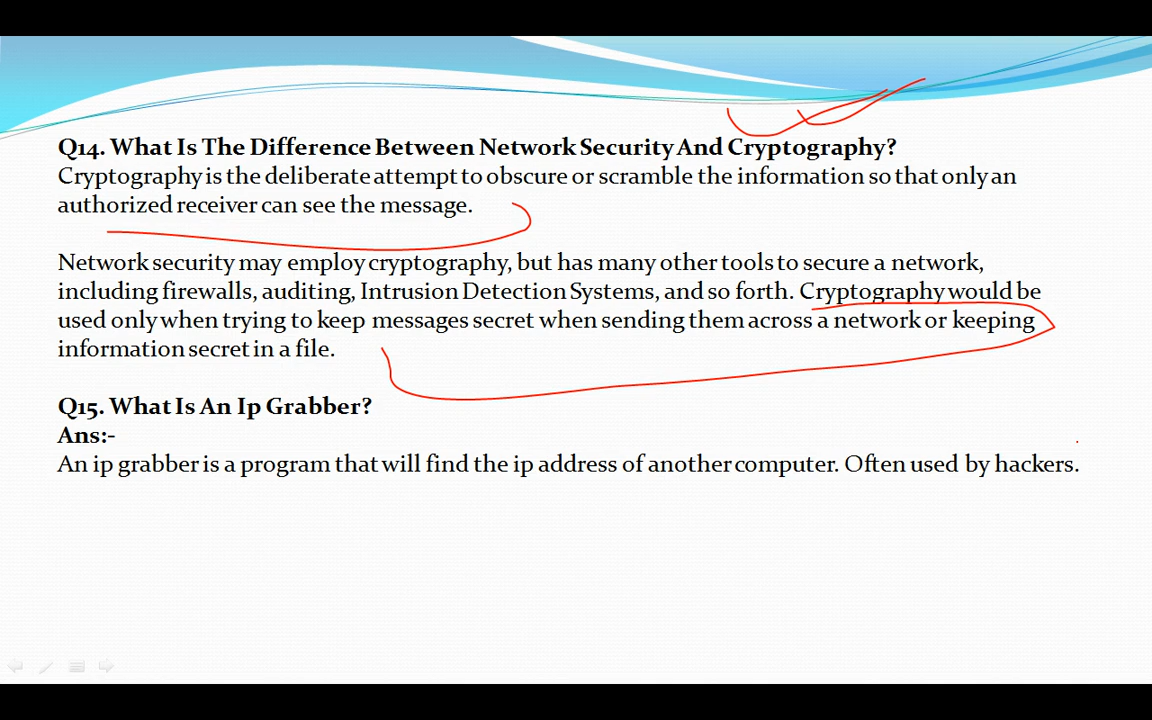 Q14. What Is The Difference Between Network Security And Cryptography?
Cryptography is the deliberate attempt to obscure or scramble the information so that only an
authorized receiver can see the message.
Network security may employ cryptography, but has many other tools to secure a network,
including firewalls, auditing, Intrusion Detection Systems, and so forth. Cryptography would be
used only when trying to keep messages secret when sending them across a network or keeping
information secret in a file.
Q15. What Is An Ip Grabber?
Ans:-
An ip grabber is a program that will find the ip address of another computer. Often used by hackers.